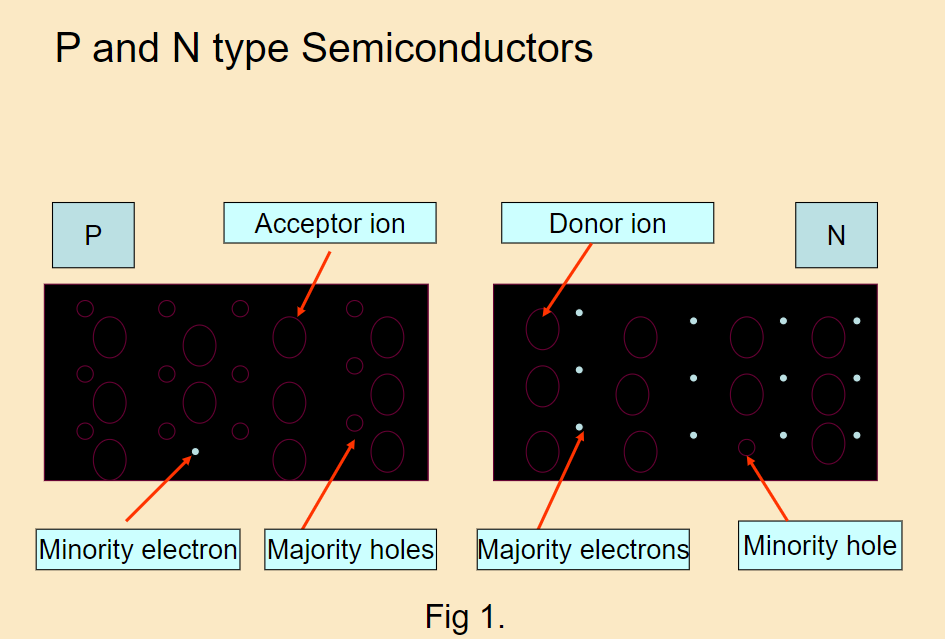 P and N type Semiconductors
P
Acceptor ion
Donor ion
N
Minority electron
Majority holes
Majority electrons
Minority hole
Fig 1.